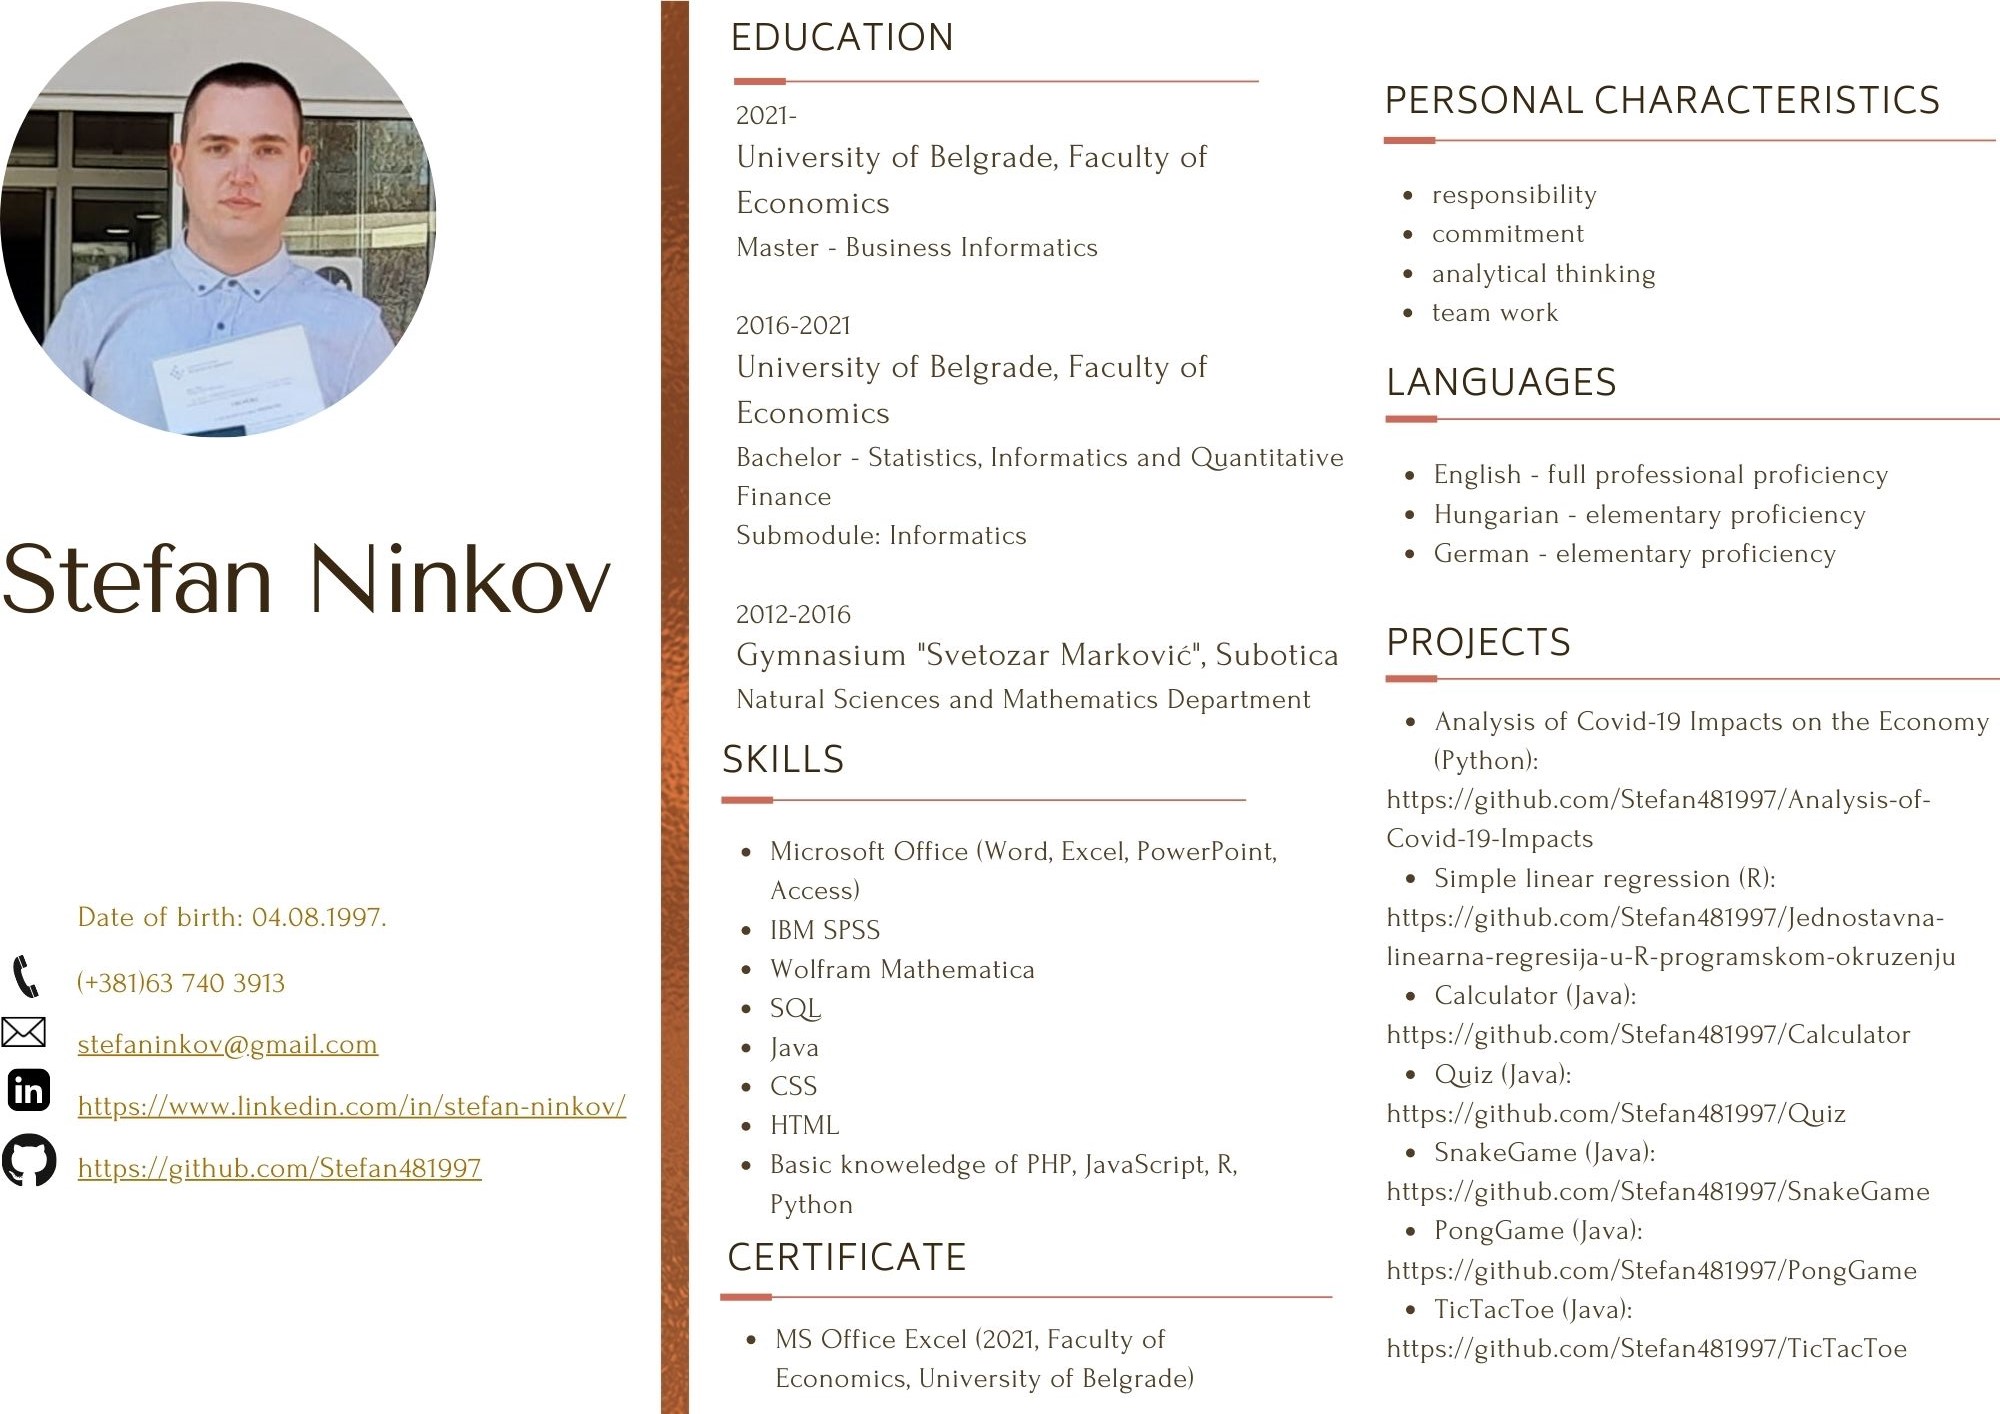 Stefan Ninkov
Date of birth: 04.08.1997.
(+381)63 740 3913
stefaninkov@gmail.com
in
https://www.linkedin.com/in/stefan-ninkov/
https://github.com/Stefan481997
EDUCATION
2021-
University of Belgrade, Faculty of
Economics
Master - Business Informatics
2016-2021
University of Belgrade, Faculty of
Economics
Bachelor - Statistics, Informatics and Quantitative
Finance
Submodule: Informatics
2012-2016
Gymnasium "Svetozar Marković", Subotica
Natural Sciences and Mathematics Department
SKILLS
• Microsoft Office (Word, Excel, PowerPoint,
Access)
• IBM SPSS
• Wolfram Mathematica
• SQL
• Java
• CSS
• HTML
• Basic knoweledge of PHP, JavaScript, R,
Python
CERTIFICATE
• MS Office Excel (2021, Faculty of
Economics, University of Belgrade)
PERSONAL CHARACTERISTICS
• responsibility
• commitment
• analytical thinking
• team work
LANGUAGES
• English - full professional proficiency
• Hungarian - elementary proficiency
• German - elementary proficiency
PROJECTS
• Analysis of Covid-19 Impacts on the Economy
(Python):
https://github.com/Stefan481997/Analysis-of-
Covid-19-Impacts
• Simple linear regression (R):
https://github.com/Stefan481997/Jednostavna-
linearna-regresija-u-R-programskom-okruzenju
• Calculator (Java):
https://github.com/Stefan481997/Calculator
• Quiz (Java):
https://github.com/Stefan481997/Quiz
• SnakeGame (Java):
https://github.com/Stefan481997/SnakeGame
• PongGame (Java):
https://github.com/Stefan481997/PongGame
• TicTacToe (Java):
https://github.com/Stefan481997/TicTacToe